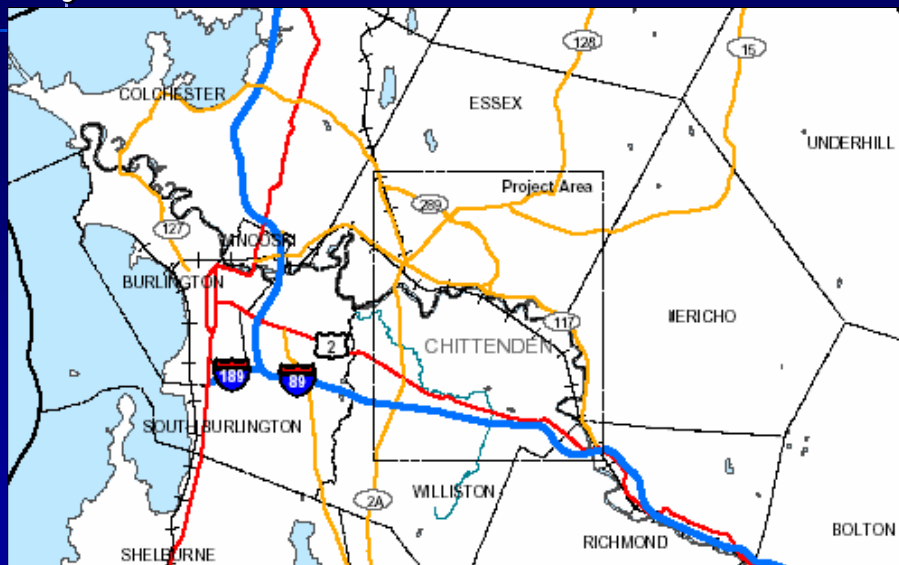 128
15
COLCHESTER
ESSEX
UNDERHILL
Project Area
289
127
WINOOSKI
BURLINGTON
117
JERICHO
2
CHITTENDEN
189
89
SOUTH BURLINGTON
WILLISTON
2A
BOLTON
RICHMOND
SHELBURNE